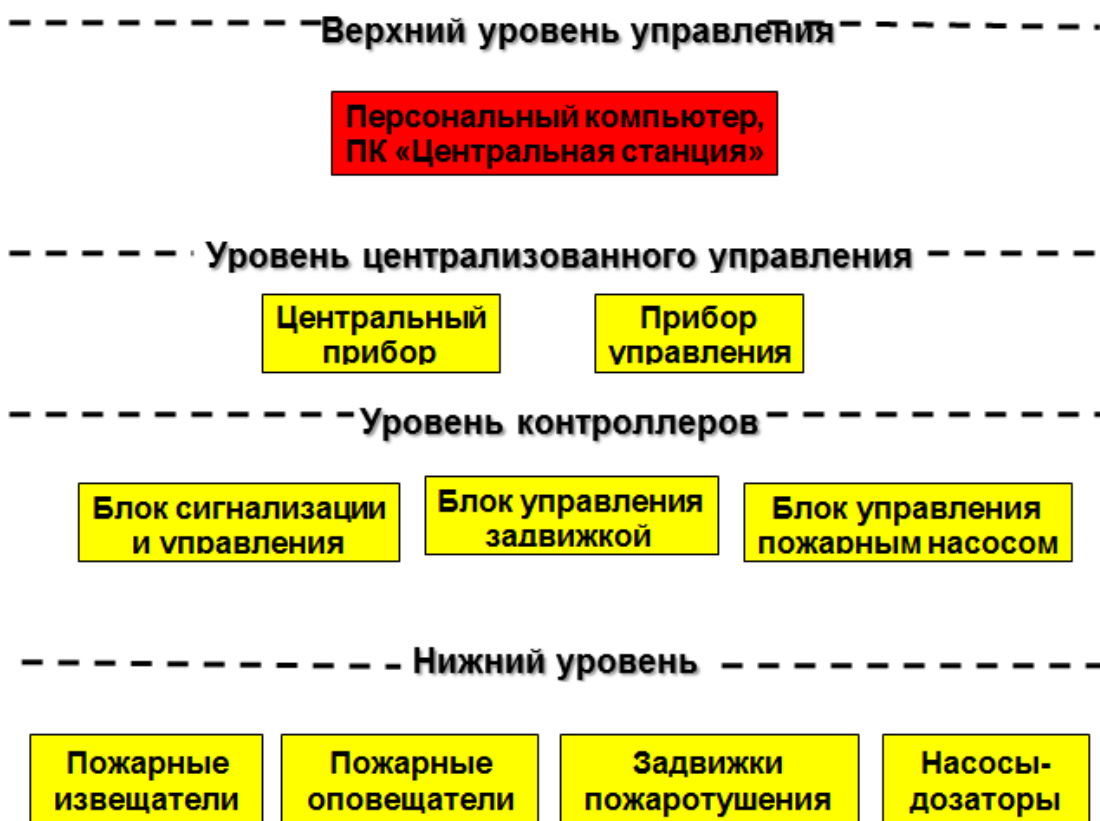 Верхний уровень управления
Персональный компьютер,
ПК «Центральная станция»
Уровень централизованного управления
Центральный
прибор
Прибор
управления
Уровень контроллеров
Блок сигнализации
и управления
Блок управления
задвижкой
Блок управления
пожарным насосом
Нижний уровень
Пожарные
извещатели
Пожарные
оповещатели
Задвижки
пожаротушения
Насосы-
дозаторы